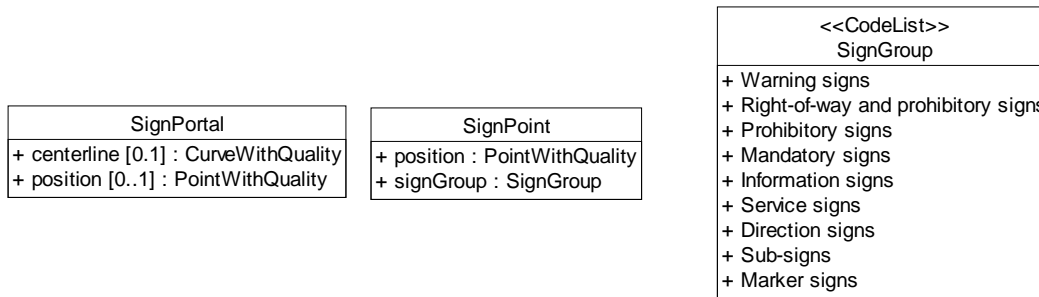 SignPortal
+ centerline [0.1] : CurveWithQuality
+ position [0..1] : PointWithQuality
SignPoint
+ position : PointWithQuality
+ signGroup : SignGroup
<<CodeList>>
SignGroup
+ Warning signs
+ Right-of-way and prohibitory signs
+ Prohibitory signs
+ Mandatory signs
+ Information signs
+ Service signs
+ Direction signs
+ Sub-signs
+ Marker signs